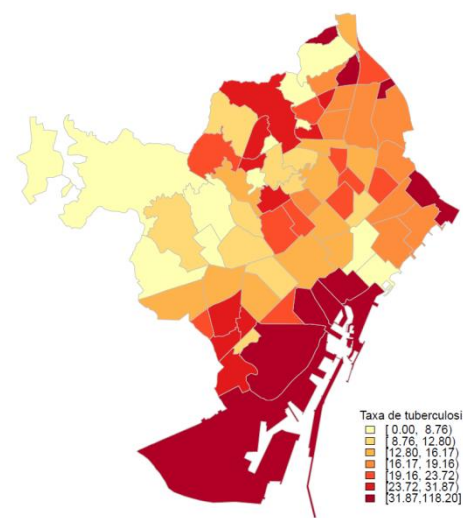 Taxa de tuberculosi
[ 0.00, 8.76)
[ 8.76, 12.80)
[12.80, 16.17)
[16.17, 19.16)
[19.16, 23.72)
[23.72, 31.87)
[31.87,118.20]